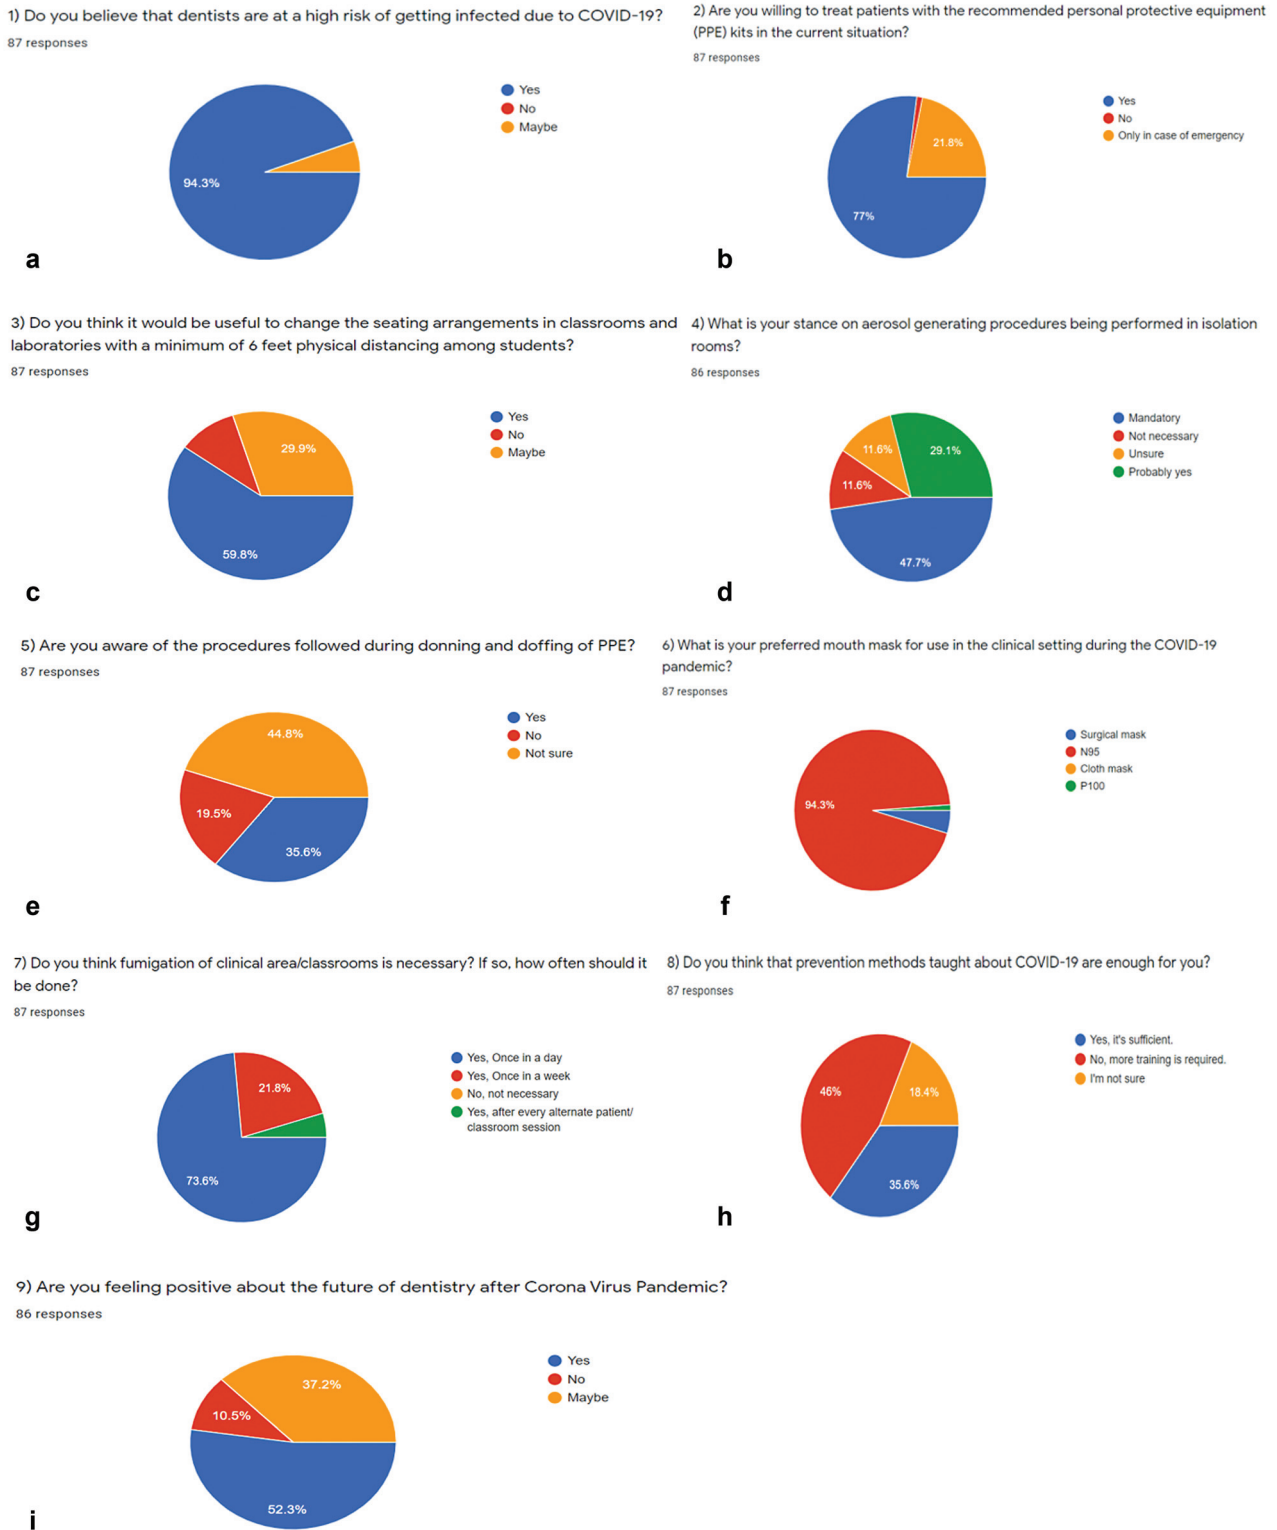 1) Do you believe that dentists are at a high risk of getting infected due to COVID-19?
87 responses
Yes
No
Maybe
94.3%
a
2) Are you willing to treat patients with the recommended personal protective equipment
(PPE) kits in the current situation?
87 responses
Yes
No
Only in case of emergency
21.8%
77%
b
3) Do you think it would be useful to change the seating arrangements in classrooms and
laboratories with a minimum of 6 feet physical distancing among students?
87 responses
Yes
No
Maybe
29.9%
59.8%
c
4) What is your stance on aerosol generating procedures being performed in isolation
rooms?
86 responses
Mandatory
Not necessary
Unsure
Probably yes
11.6%
29.1%
11.6%
47.7%
d
5) Are you aware of the procedures followed during donning and doffing of PPE?
87 responses
Yes
No
Not sure
44.8%
19.5%
35.6%
e
6) What is your preferred mouth mask for use in the clinical setting during the COVID-19
pandemic?
87 responses
Surgical mask
N95
Cloth mask
P100
94.3%
f
7) Do you think fumigation of clinical area/classrooms is necessary? If so, how often should it
be done?
87 responses
Yes, Once in a day
Yes, Once in a week
No, not necessary
Yes, after every alternate patient/
classroom session
21.8%
73.6%
g
8) Do you think that prevention methods taught about COVID-19 are enough for you?
87 responses
Yes, it's sufficient.
No, more training is required.
I'm not sure
46%
18.4%
35.6%
h
9) Are you feeling positive about the future of dentistry after Corona Virus Pandemic?
86 responses
Yes
No
Maybe
37.2%
10.5%
52.3%
i